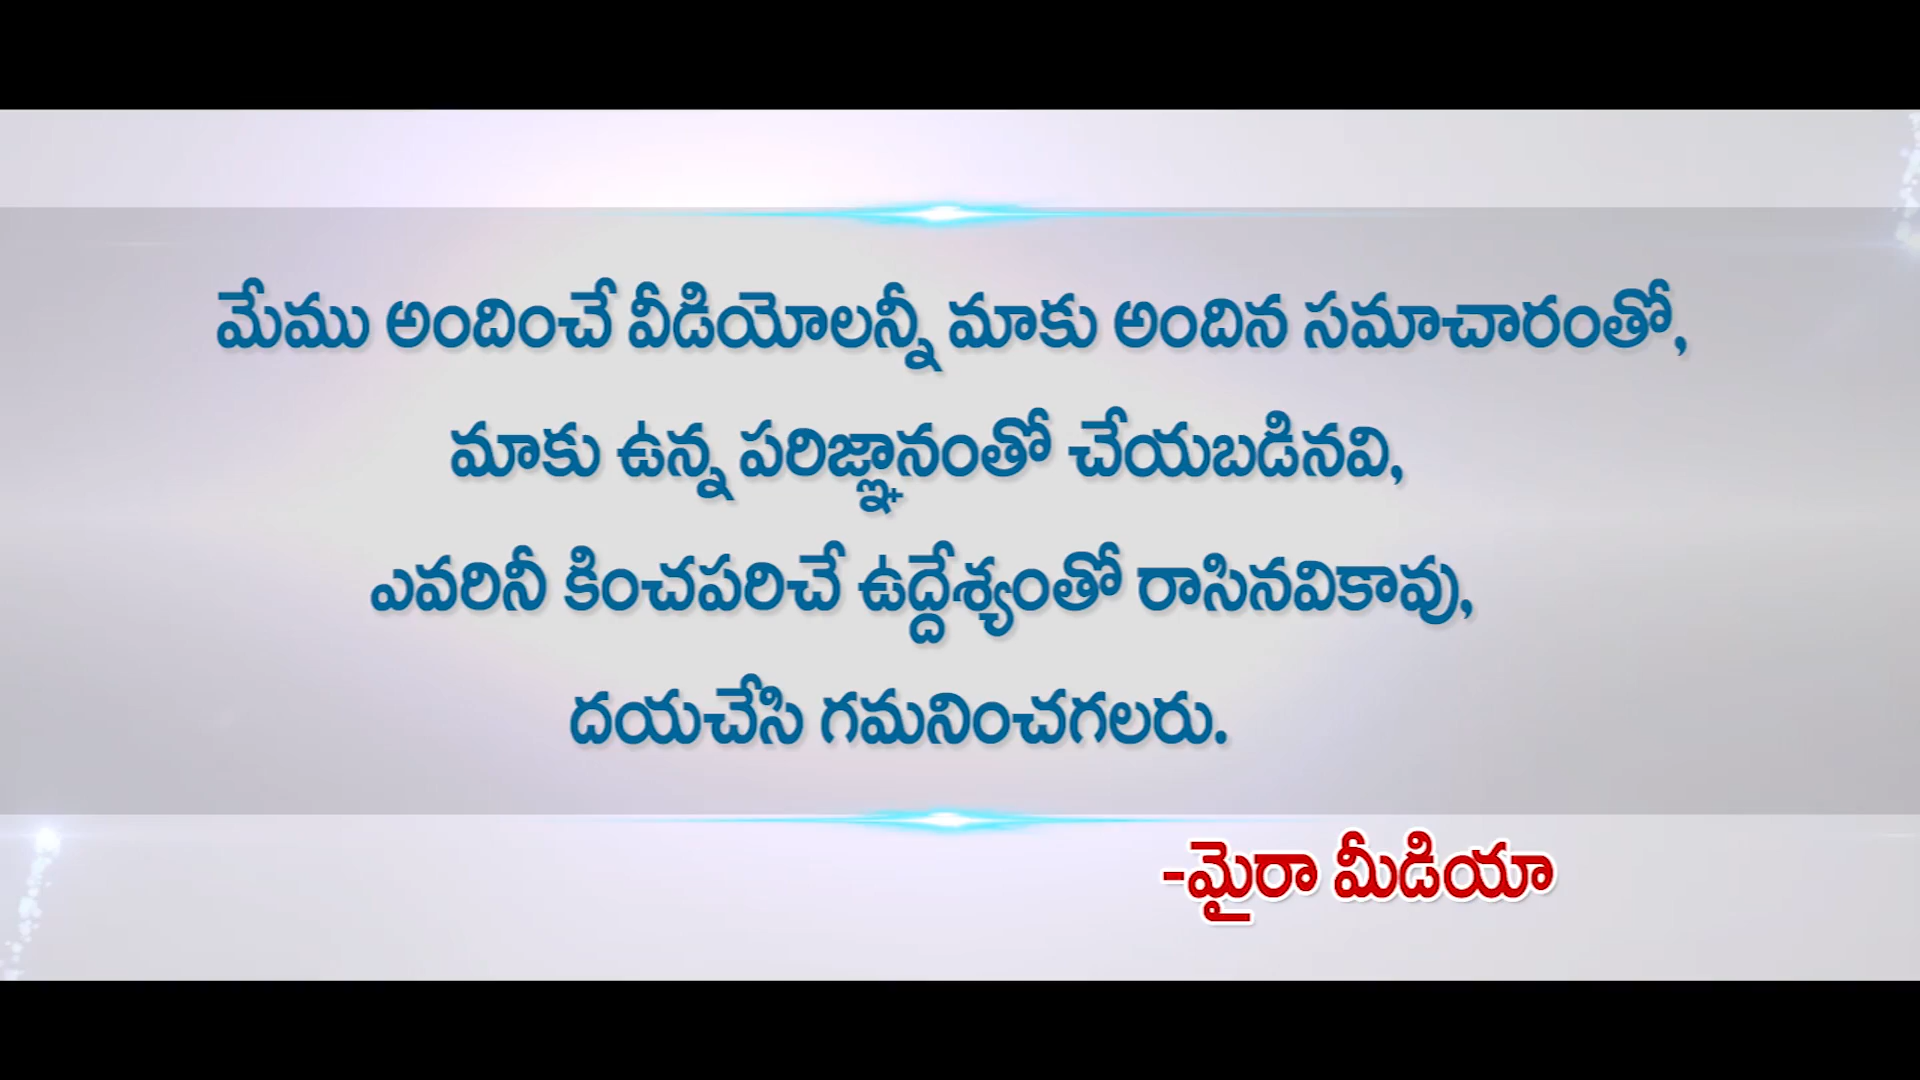 మేము అందించే వీడియోలన్నీ మాకు అందిన సమాచారంతో,
మాకు ఉన్న పరిజ్ఞానంతో చేయబడినవి,
ఎవరినీ కించపరిచే ఉద్దేశ్యంతో రాసినవికావు,
దయచేసి గమనించగలరు.
-మైరా మీడియా